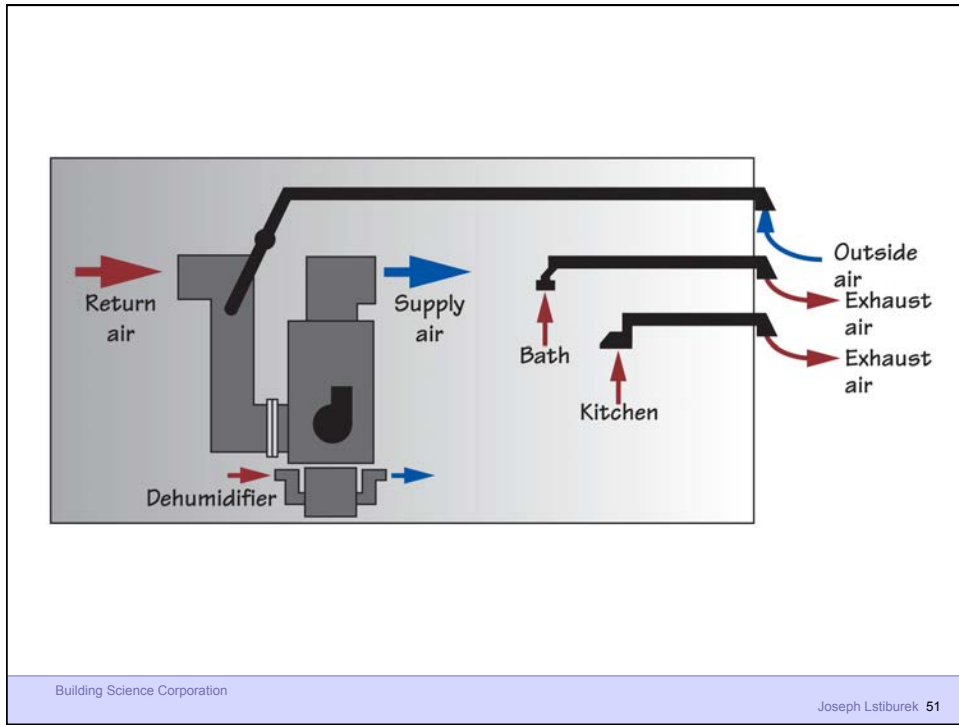 Return
air
Supply
air
Outside
air
Exhaust
air
Bath
Exhaust
air
Kitchen
Dehumidifier
Building Science Corporation
Joseph Lstiburek 51